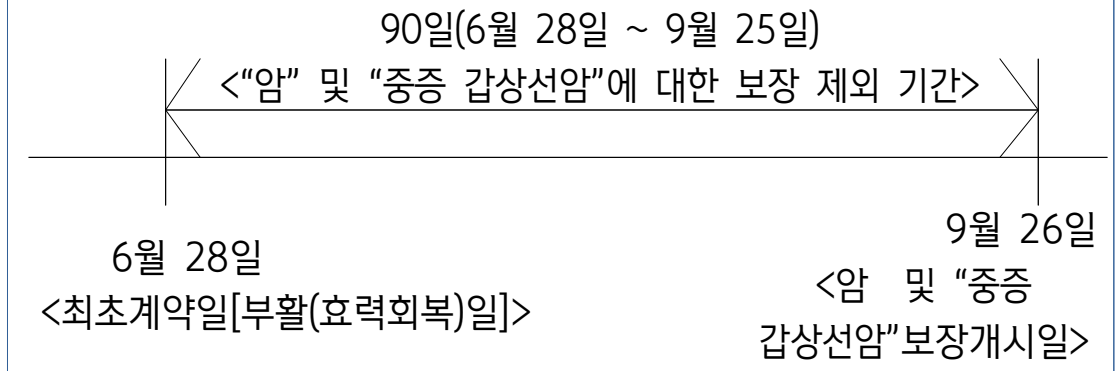 90일(6월 28일 ~ 9월 25일)
<“암” 및 “중증 갑상선암”에 대한 보장 제외 기간>
6월 28일
<최초계약일[부활(효력회복)일]>
9월 26일
<암 및 “중증
갑상선암”보장개시일>